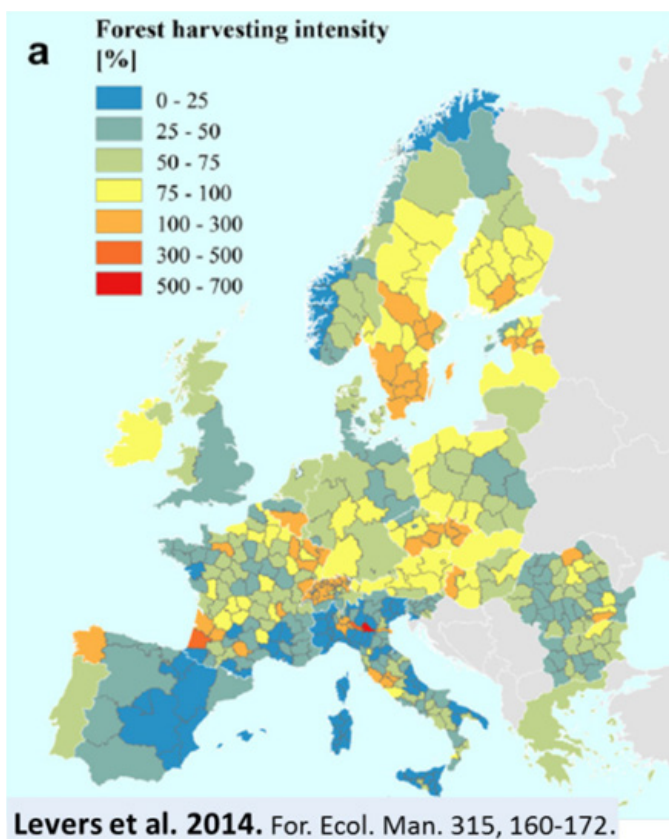 Forest harvesting intensity
a
[%]
0 - 25
25 - 50
50 - 75
75 - 100
100 - 300
300 - 500
500 - 700
Levers et al. 2014. For. Ecol. Man. 315, 160-172.